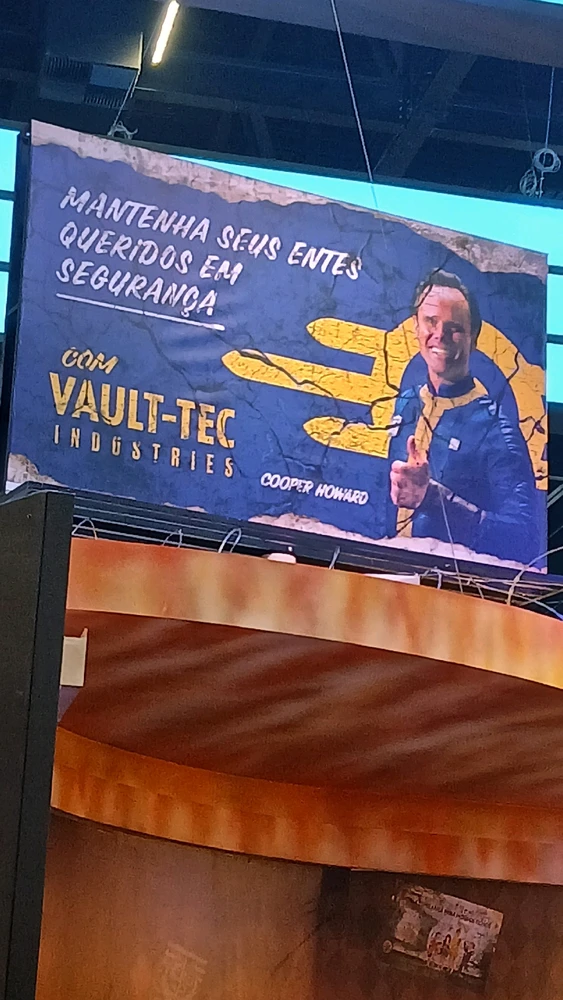 MANTENHA SEUS ENTES
QUERIDOS EM
SEGURANÇA
COM
VAULT-TEC
INDUSTRIES
COOPER HOWARD